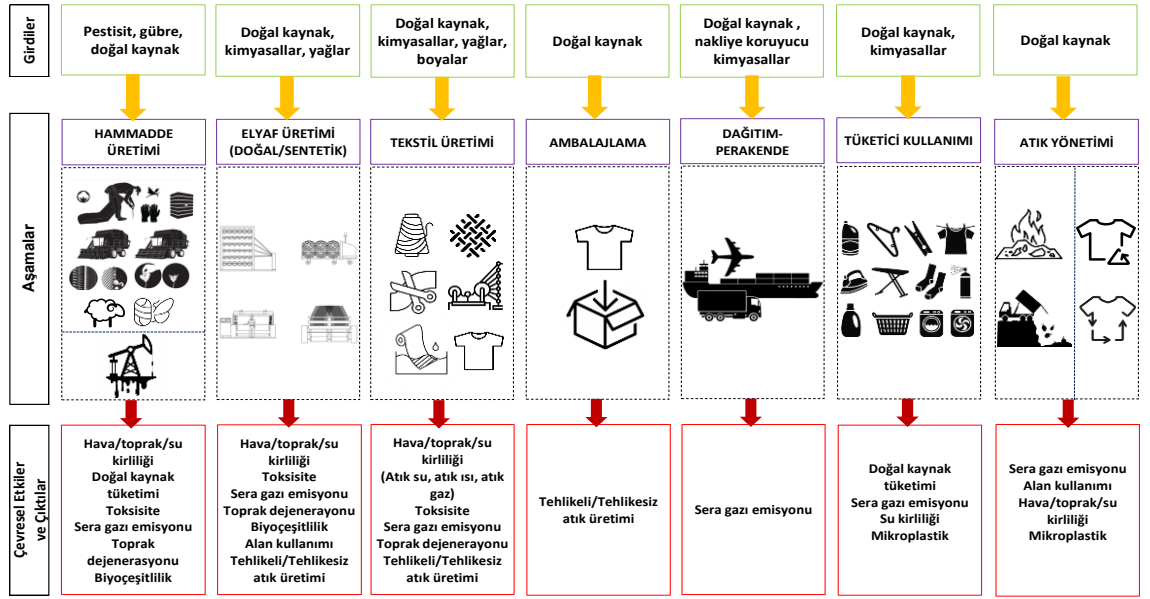 Girdiler
Pestisit, gübre,
doğal kaynak
Doğal kaynak,
kimyasallar, yağlar
Doğal kaynak,
kimyasallar, yağlar,
boyalar
Doğal kaynak
Doğal kaynak ,
nakliye koruyucu
kimyasallar
Doğal kaynak,
kimyasallar
Doğal kaynak
Aşamalar
HAMMADDE
ÜRETİMİ
ELYAF ÜRETİMİ
(DOĞAL/SENTETİK)
TEKSTİL ÜRETİMİ
AMBALAJLAMA
DAĞITIM-
PERAKENDE
TÜKETİCİ KULLANIMI
ATIK YÖNETİMİ
Çevresel Etkiler
ve Çıktılar
Hava/toprak/su
kirliliği
Doğal kaynak
tüketimi
Toksisite
Sera gazı emisyonu
Toprak
dejenerasyonu
Biyoçeşitlilik
Hava/toprak/su
kirliliği
Toksisite
Sera gazı emisyonu
Toprak dejenerayonu
Biyoçeşitlilik
Alan kullanımı
Tehlikeli/Tehlikesiz
atık üretimi
Hava/toprak/su
kirliliği
(Atık su, atık ısı, atık
gaz)
Toksisite
Sera gazı emisyonu
Toprak dejenerayonu
Tehlikeli/Tehlikesiz
atık üretimi
Tehlikeli/Tehlikesiz
atık üretimi
Sera gazı emisyonu
Doğal kaynak
tüketimi
Sera gazı emisyonu
Su kirliliği
Mikroplastik
Sera gazı emisyonu
Alan kullanımı
Hava/toprak/su
kirliliği
Mikroplastik